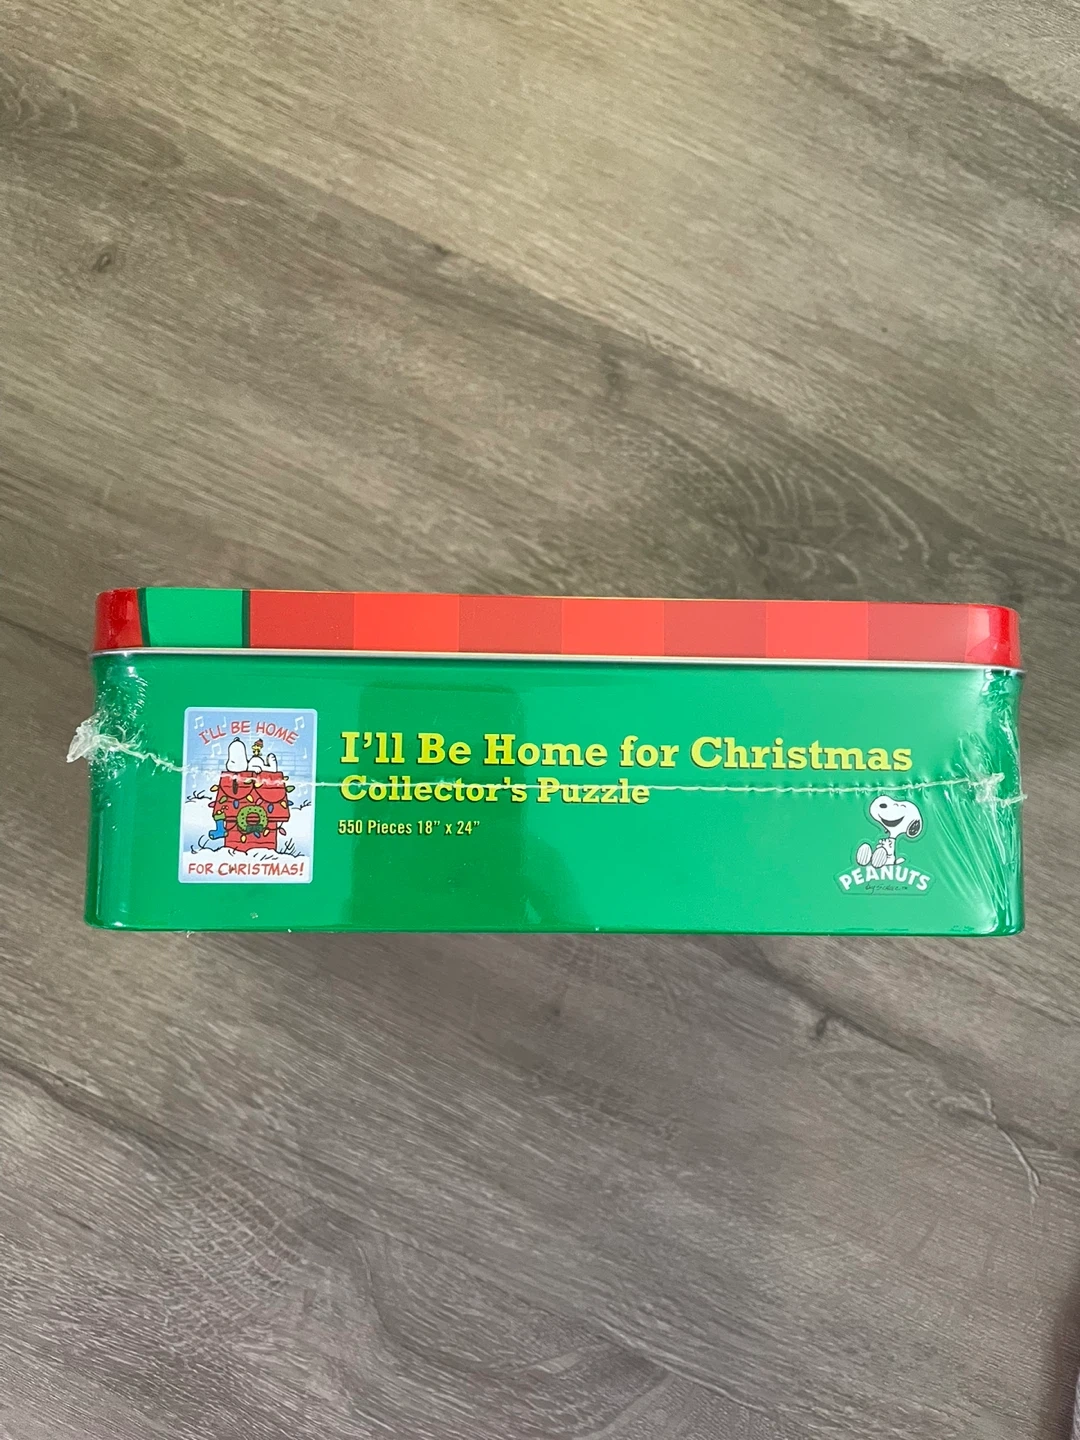 I'LL BE HOME
FOR CHRISTMAS!
I'll Be Home for Christmas
Collector's Puzzle
550 Pieces 18" x 24"
PEANUTS